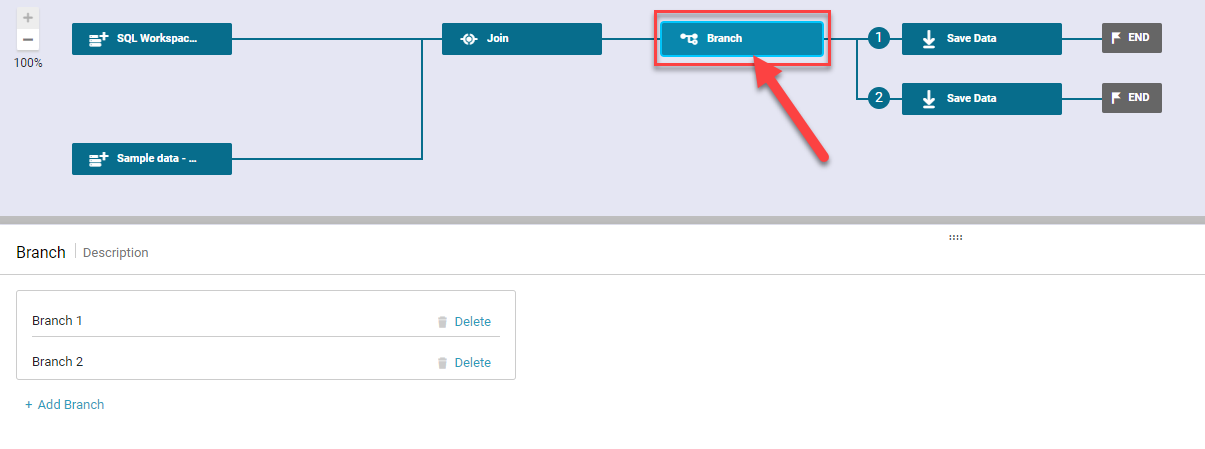 +
−
100%
SQL Workspac...
Join
Branch
1
Save Data
END
2
Save Data
END
Sample data - ...
Branch
Description
Branch 1
Delete
Branch 2
Delete
+ Add Branch